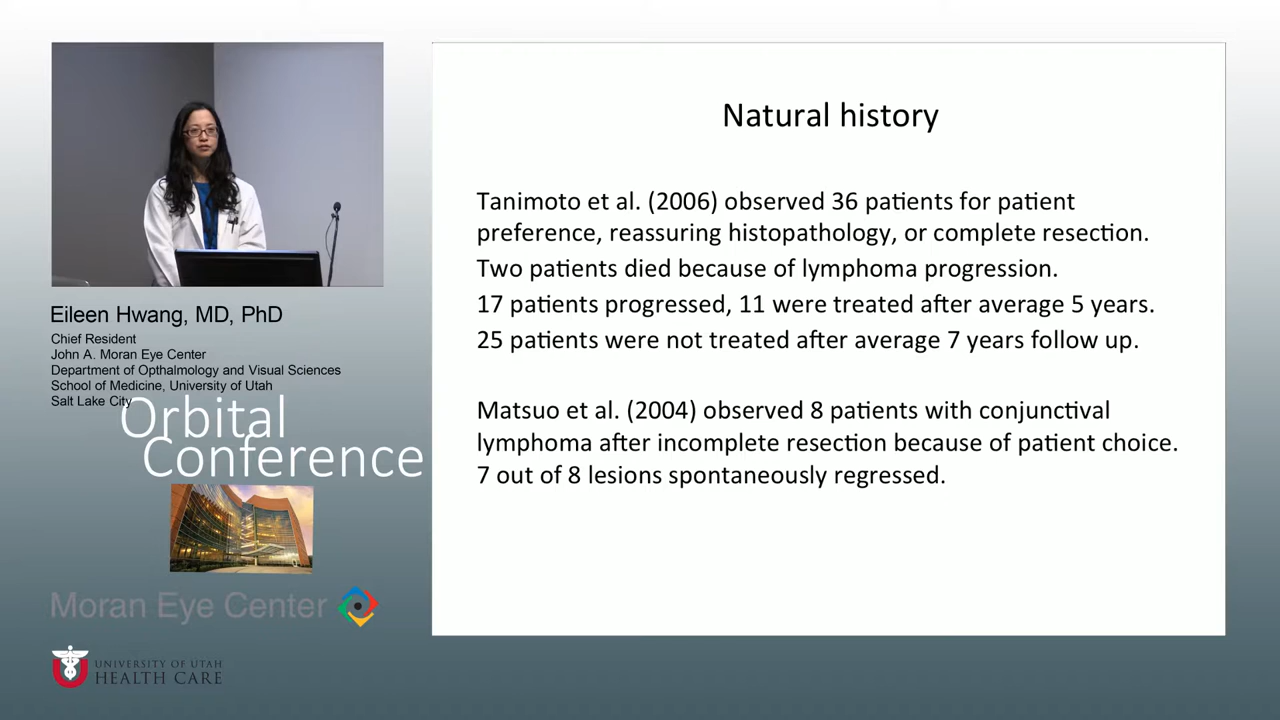 Natural history
Tanimoto et al. (2006) observed 36 patients for patient
preference, reassuring histopathology, or complete resection.
Two patients died because of lymphoma progression.
17 patients progressed, 11 were treated after average 5 years.
25 patients were not treated after average 7 years follow up.
Matsuo et al. (2004) observed 8 patients with conjunctival
lymphoma after incomplete resection because of patient choice.
7 out of 8 lesions spontaneously regressed.
Eileen Hwang, MD, PhD
Chief Resident
John A. Moran Eye Center
Department of Opthalmology and Visual Sciences
School of Medicine, University of Utah
Salt Lake City
Orbital
Conference
Moran Eye Center
UNIVERSITY OF UTAH
HEALTH CARE